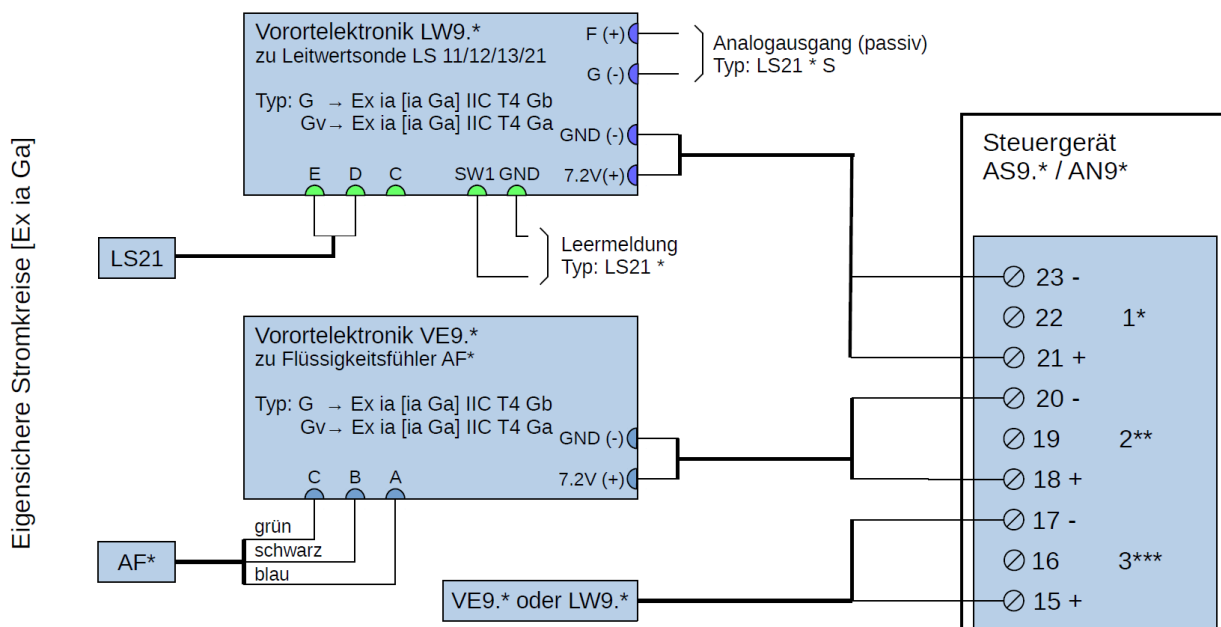 Eigensichere Stromkreise [Ex ia Ga]
Vorortelektronik LW9.*
zu Leitwertsonde LS 11/12/13/21
Typ: G → Ex ia [ia Ga] IIC T4 Gb
Gv→ Ex ia [ia Ga] IIC T4 Ga
F (+)
G (-)
GND (-)
7.2V(+)
E D C SW1 GND
Analogausgang (passiv)
Typ: LS21 * S
LS21
Leermeldung
Typ: LS21 *
Vorortelektronik VE9.*
zu Flüssigkeitsfühler AF*
Typ: G → Ex ia [ia Ga] IIC T4 Gb
Gv→ Ex ia [ia Ga] IIC T4 Ga
GND (-)
7.2V (+)
C B A
grün
schwarz
blau
AF*
VE9.* oder LW9.*
Steuergerät
AS9.* / AN9*
23 -
22 1*
21 +
20 -
19 2**
18 +
17 -
16 3***
15 +